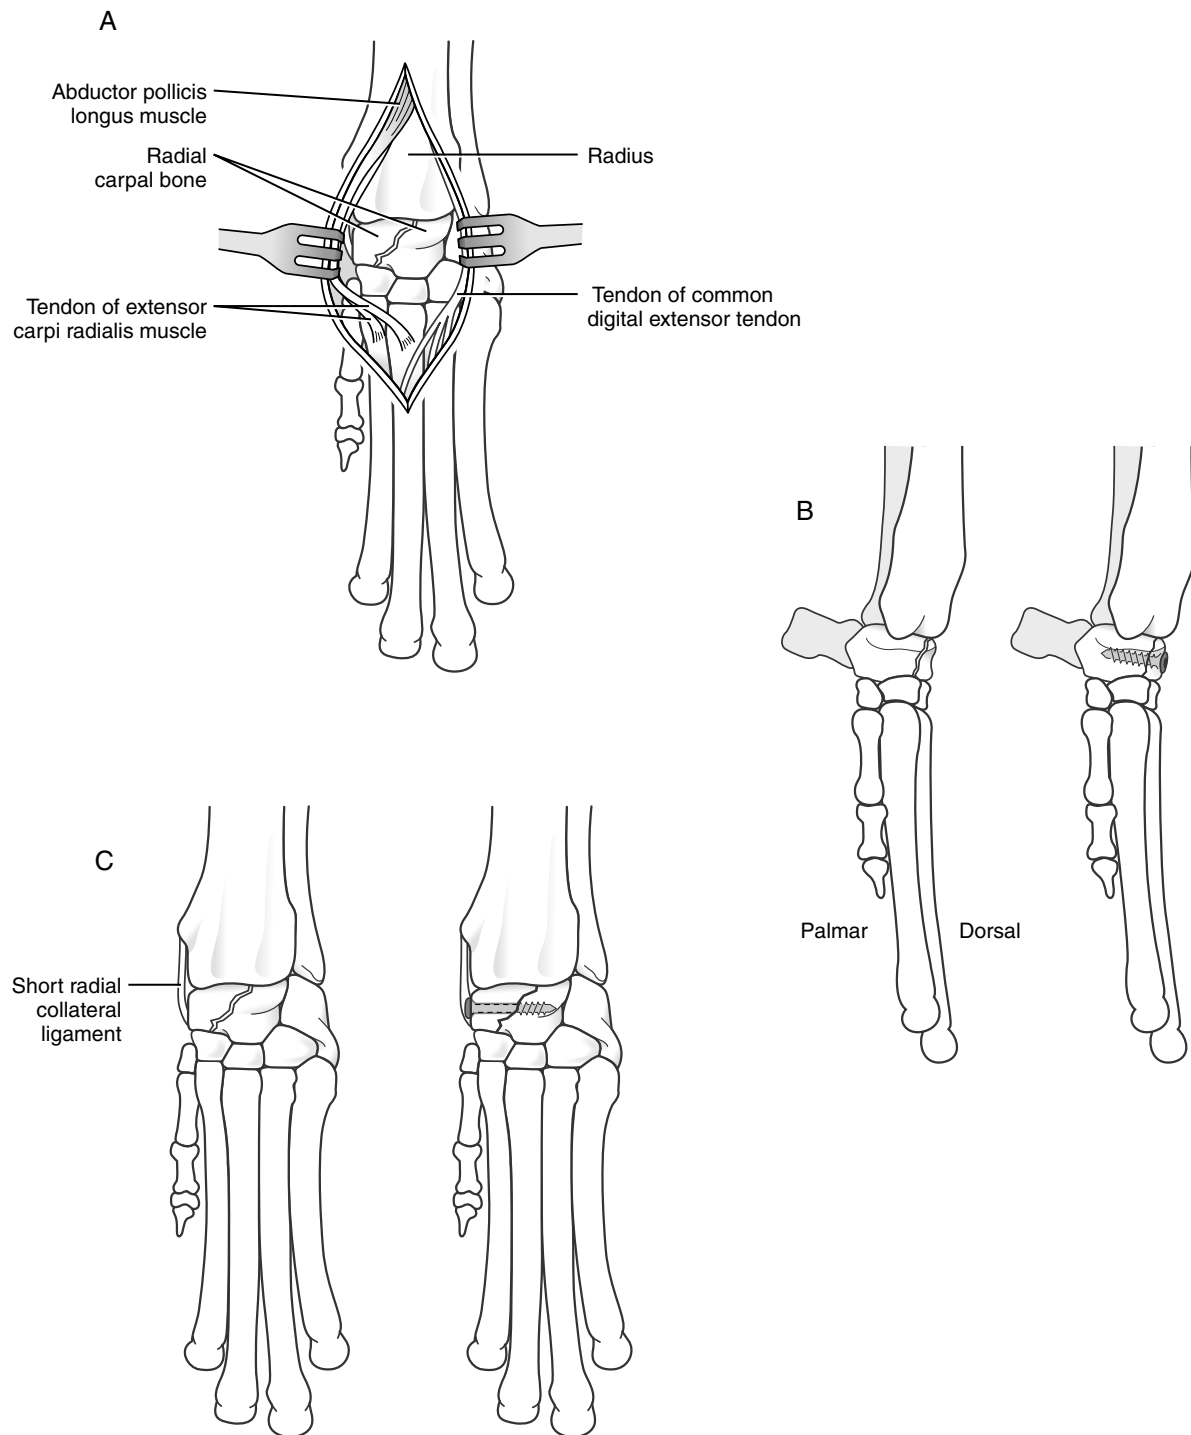 A
Abductor pollicis
longus muscle
Radial
carpal bone
Radius
Tendon of extensor
carpi radialis muscle
Tendon of common
digital extensor tendon
B
Palmar
Dorsal
C
Short radial
collateral
ligament